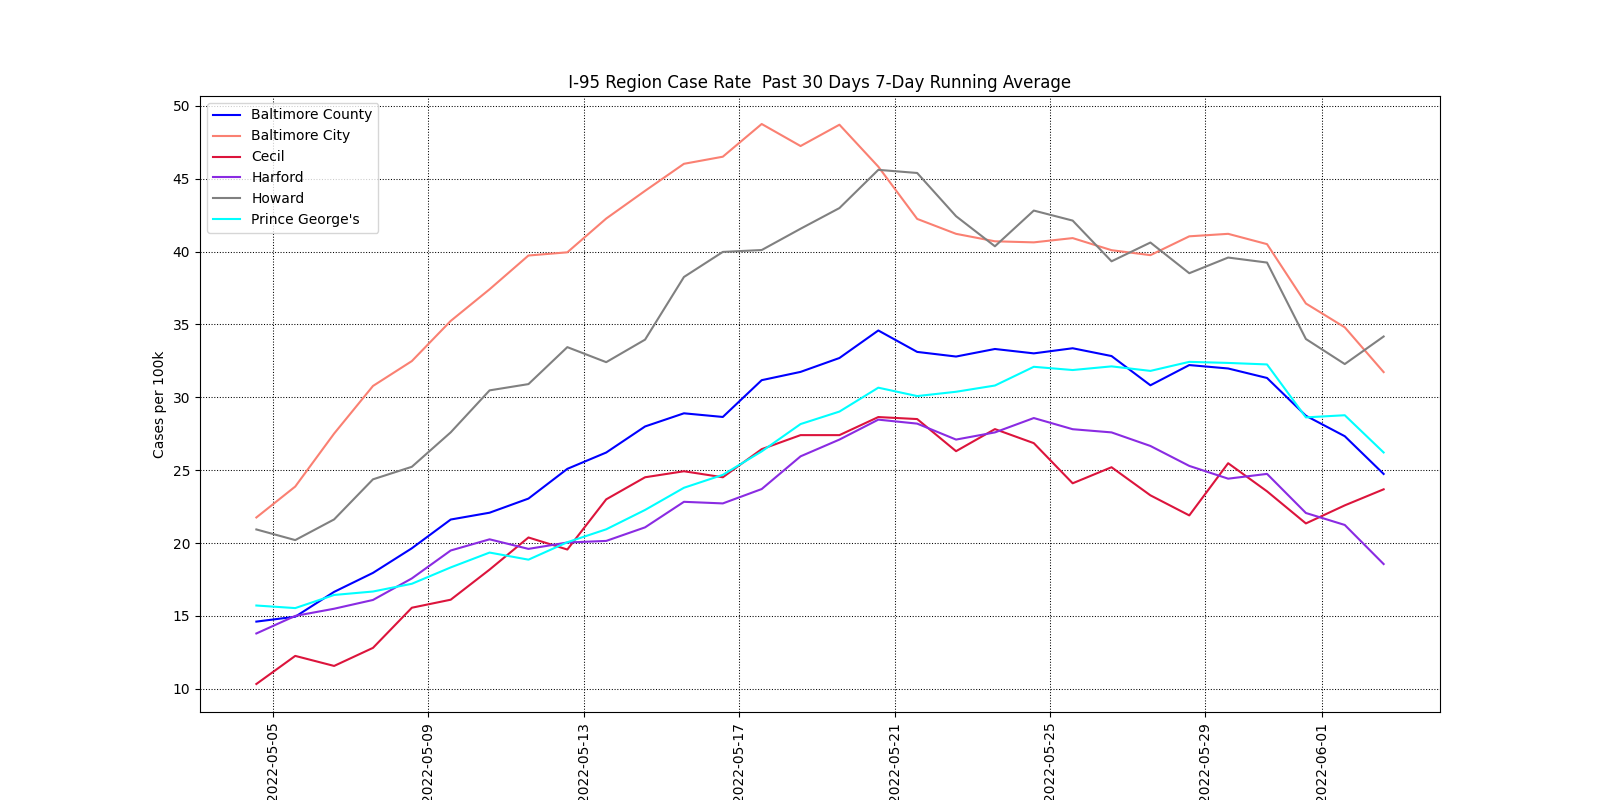 I-95 Region Case Rate  Past 30 Days 7-Day Running Average
50
45
40
35
30
25
20
15
10
Cases per 100k
Baltimore County
Baltimore City
Cecil
Harford
Howard
Prince George's
2022-05-05
2022-05-09
2022-05-13
2022-05-17
2022-05-21
2022-05-25
2022-05-29
2022-06-01